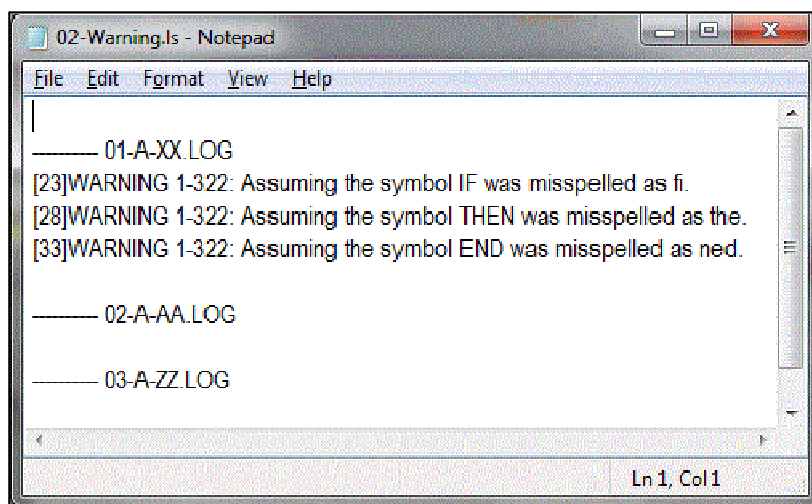 02-Warning.ls - Notepad
File Edit Format View Help
---------- 01-A-XX.LOG
[23]WARNING 1-322: Assuming the symbol IF was misspelled as fi.
[28]WARNING 1-322: Assuming the symbol THEN was misspelled as the.
[33]WARNING 1-322: Assuming the symbol END was misspelled as ned.
---------- 02-A-AA.LOG
---------- 03-A-ZZ.LOG
Ln 1, Col 1